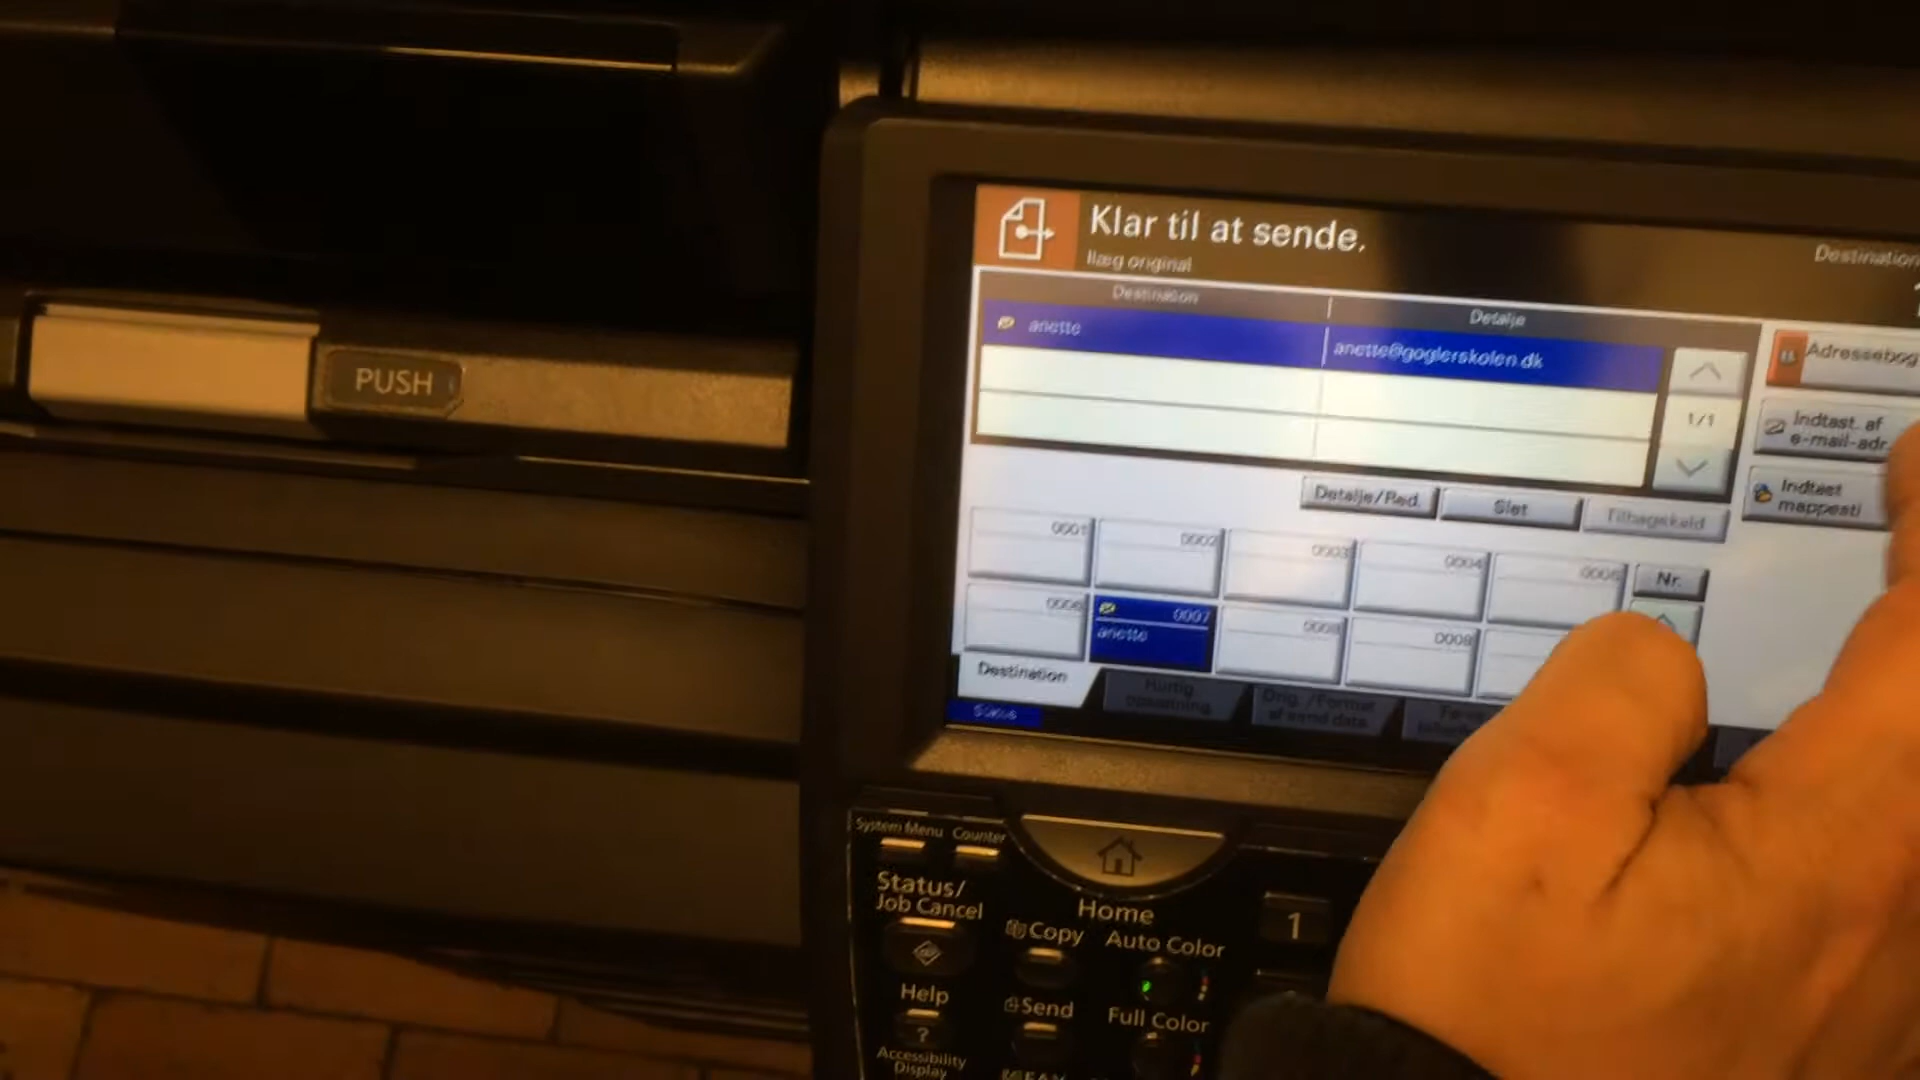 Klar til at sende.
Ilæg original
Destination
Destination
Detalje
anette
anette@goglerskolen.dk
1/1
Adressebog
Indtast. af
e-mail-adr.
Indtast
mappesti
Detalje/Red.
Slet
Tilbagekald
0001
0002
0003
0004
0005
Nr.
0006
0007
anette
0008
0009
Destination
Hurtig
opsætning
Orig./Format
af send data
Status
PUSH
System Menu
Counter
Status/
Job Cancel
Home
Copy
Auto Color
1
Help
Send
Full Color
?
Accessibility
Display
FAX